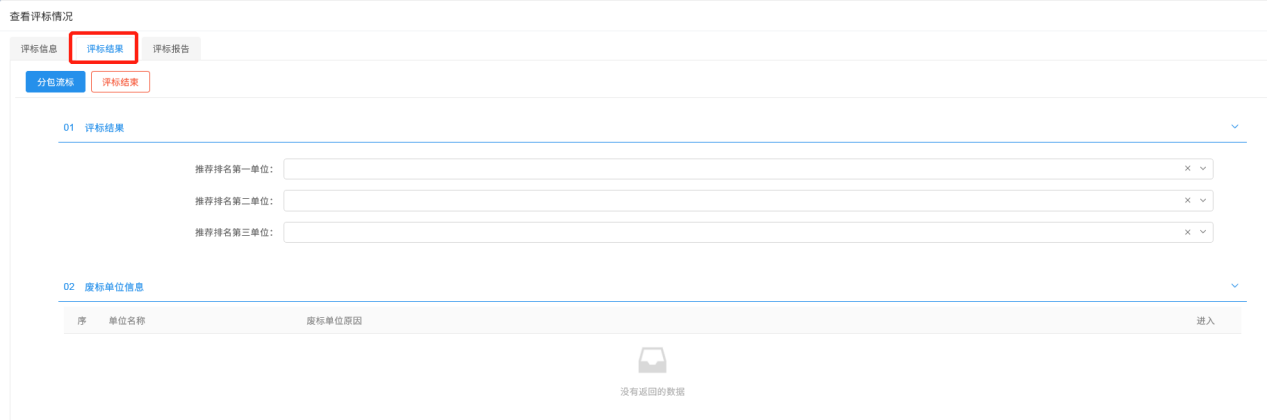 查看评标情况
评标信息 评标结果 评标报告
分包流标 评标结束
01 评标结果
推荐排名第一单位：
推荐排名第二单位：
推荐排名第三单位：
02 废标单位信息
序 单位名称 废标单位原因 进入
没有返回的数据